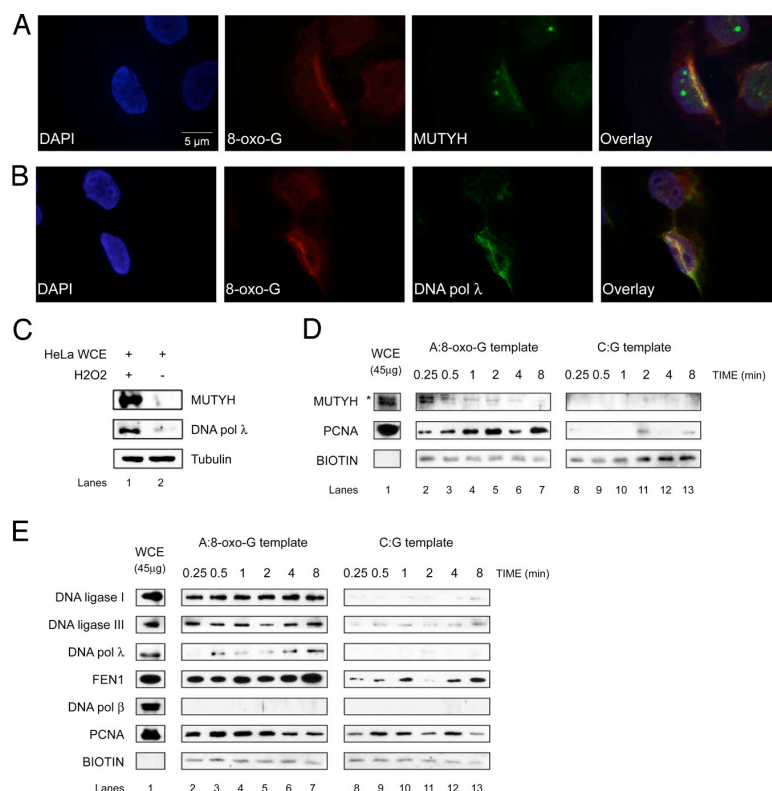 A
DAPI
5 µm
8-oxo-G
MUTYH
Overlay
B
DAPI
8-oxo-G
DNA pol λ
Overlay
C
HeLa WCE + +
H2O2 + -
MUTYH
DNA pol λ
Tubulin
Lanes 1 2
D
WCE
(45µg)
A:8-oxo-G template
C:G template
0.25 0.5 1 2 4 8 0.25 0.5 1 2 4 8 TIME (min)
MUTYH *
PCNA
BIOTIN
Lanes 1 2 3 4 5 6 7 8 9 10 11 12 13
E
WCE
(45µg)
A:8-oxo-G template
C:G template
0.25 0.5 1 2 4 8 0.25 0.5 1 2 4 8 TIME (min)
DNA ligase I
DNA ligase III
DNA pol λ
FEN1
DNA pol β
PCNA
BIOTIN
Lanes 1 2 3 4 5 6 7 8 9 10 11 12 13